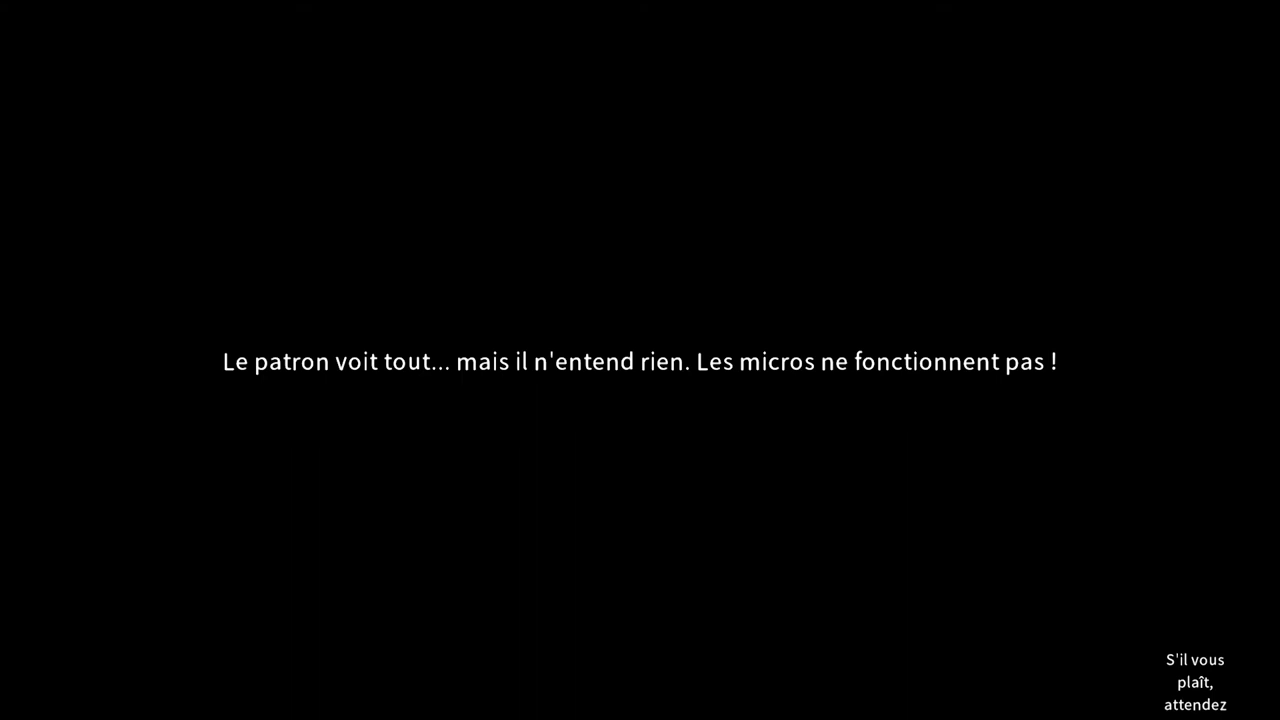 Le patron voit tout... mais il n'entend rien. Les micros ne fonctionnent pas !
S'il vous
plaît,
attendez